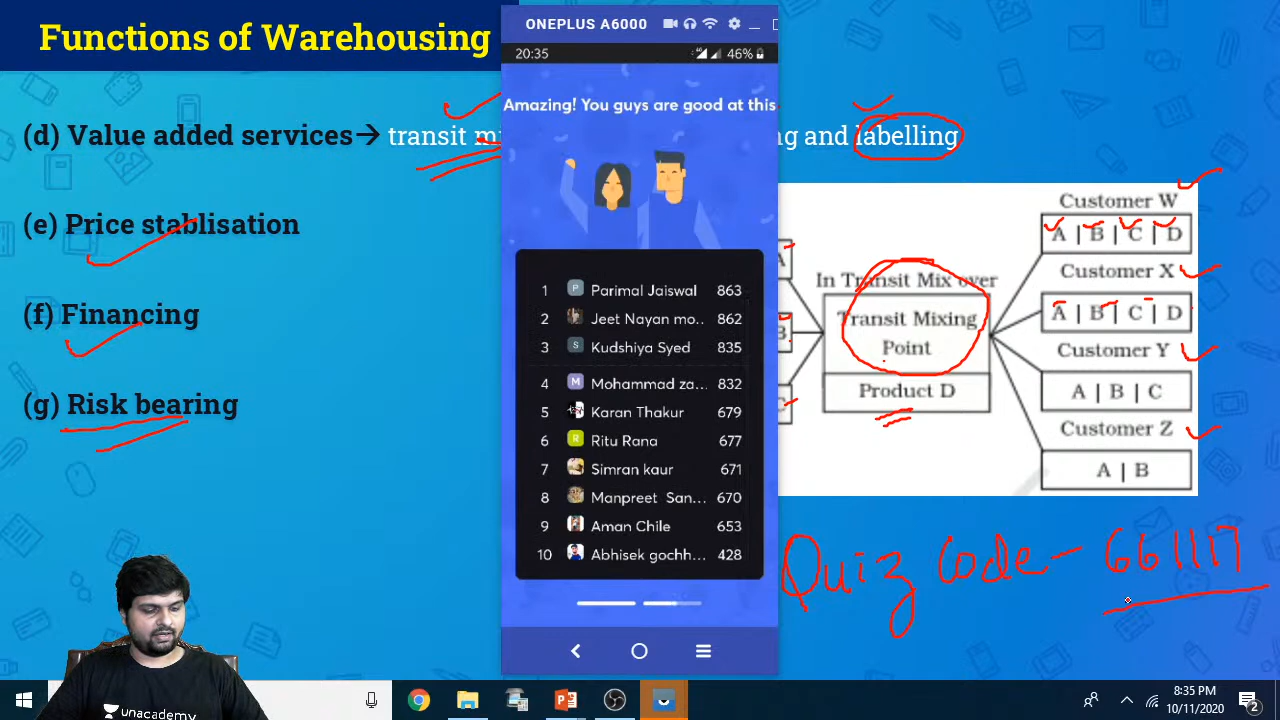 Functions of Warehousing
ONEPLUS A6000
20:35
46%
Amazing! You guys are good at this
(d) Value added services→ transit
and labelling
(e) Price stablisation
(f) Financing
(g) Risk bearing
1 P Parimal Jaiswal 863
2 Jeet Nayan mo.. 862
3 S Kudshiya Syed 835
4 M Mohammad za... 832
5 Karan Thakur 679
6 R Ritu Rana 677
7 Simran kaur 671
8 Manpreet San... 670
9 Aman Chile 653
10 Abhisek gochh... 428
In Transit Mix over
Transit Mixing
Point
Product D
Customer W
A | B | C | D
Customer X
A | B | C | D
Customer Y
A | B | C
Customer Z
A | B
Quiz code - 661117
unacademy
8:35 PM
10/11/2020
2